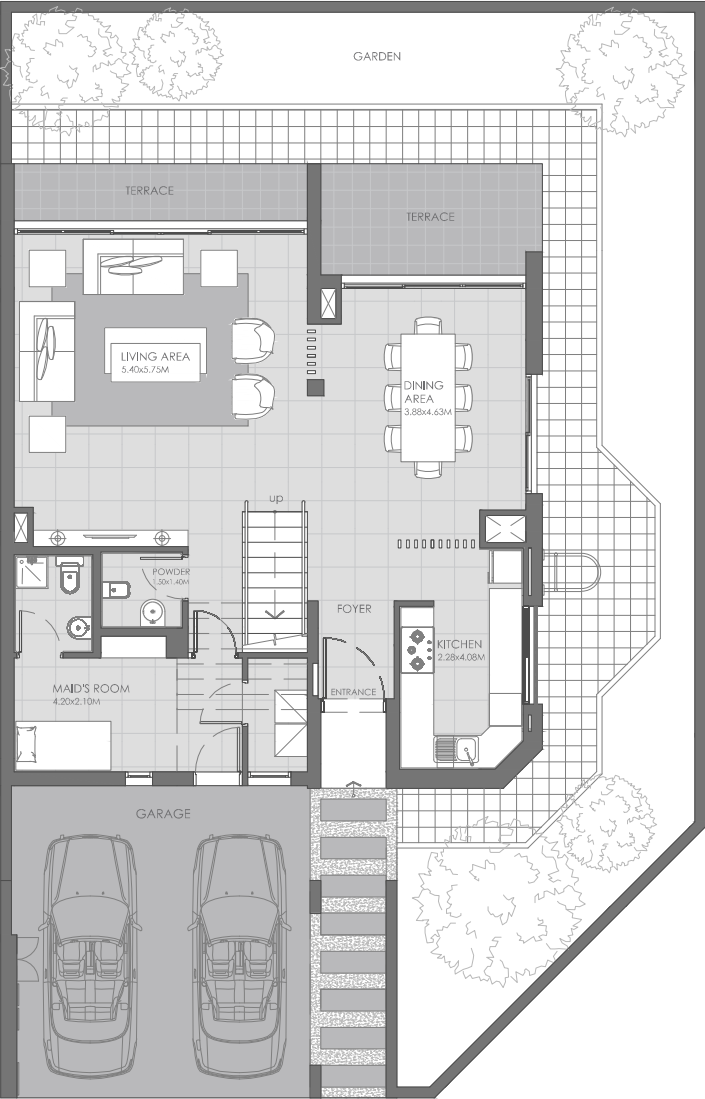 GARDEN
TERRACE
TERRACE
LIVING AREA
5.40x5.75M
DINING
AREA
3.88x4.63M
up
POWDER
1.50x1.40M
FOYER
KITCHEN
2.28x4.08M
MAID'S ROOM
4.20x2.10M
ENTRANCE
GARAGE